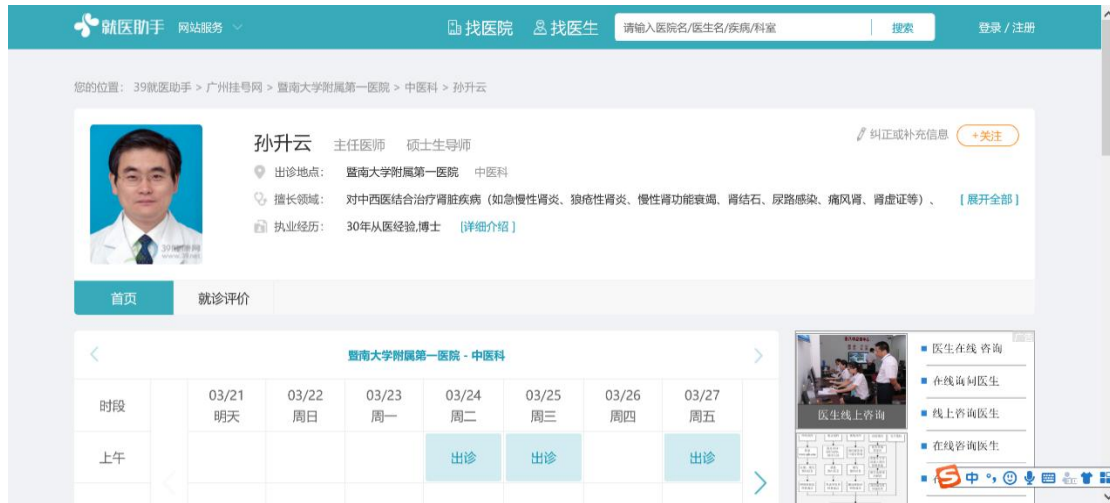 就医助手 网站服务 找医院 找医生 请输入医院名/医生名/疾病/科室 搜索 登录 / 注册
您的位置： 39就医助手 > 广州挂号网 > 暨南大学附属第一医院 > 中医科 > 孙升云
孙升云 主任医师 硕士生导师 纠正或补充信息 +关注
出诊地点： 暨南大学附属第一医院 中医科
擅长领域： 对中西医结合治疗肾脏疾病（如急慢性肾炎、狼疮性肾炎、慢性肾功能衰竭、肾结石、尿路感染、痛风肾、肾虚证等）、 [ 展开全部 ]
执业经历： 30年从医经验,博士 [详细介绍 ]
首页 就诊评价
暨南大学附属第一医院 - 中医科
时段 03/21 03/22 03/23 03/24 03/25 03/26 03/27
明天 周日 周一 周二 周三 周四 周五
上午 出诊 出诊 出诊
医生线上咨询
医生在线 咨询
在线询问医生
线上咨询医生
在线咨询医生
中